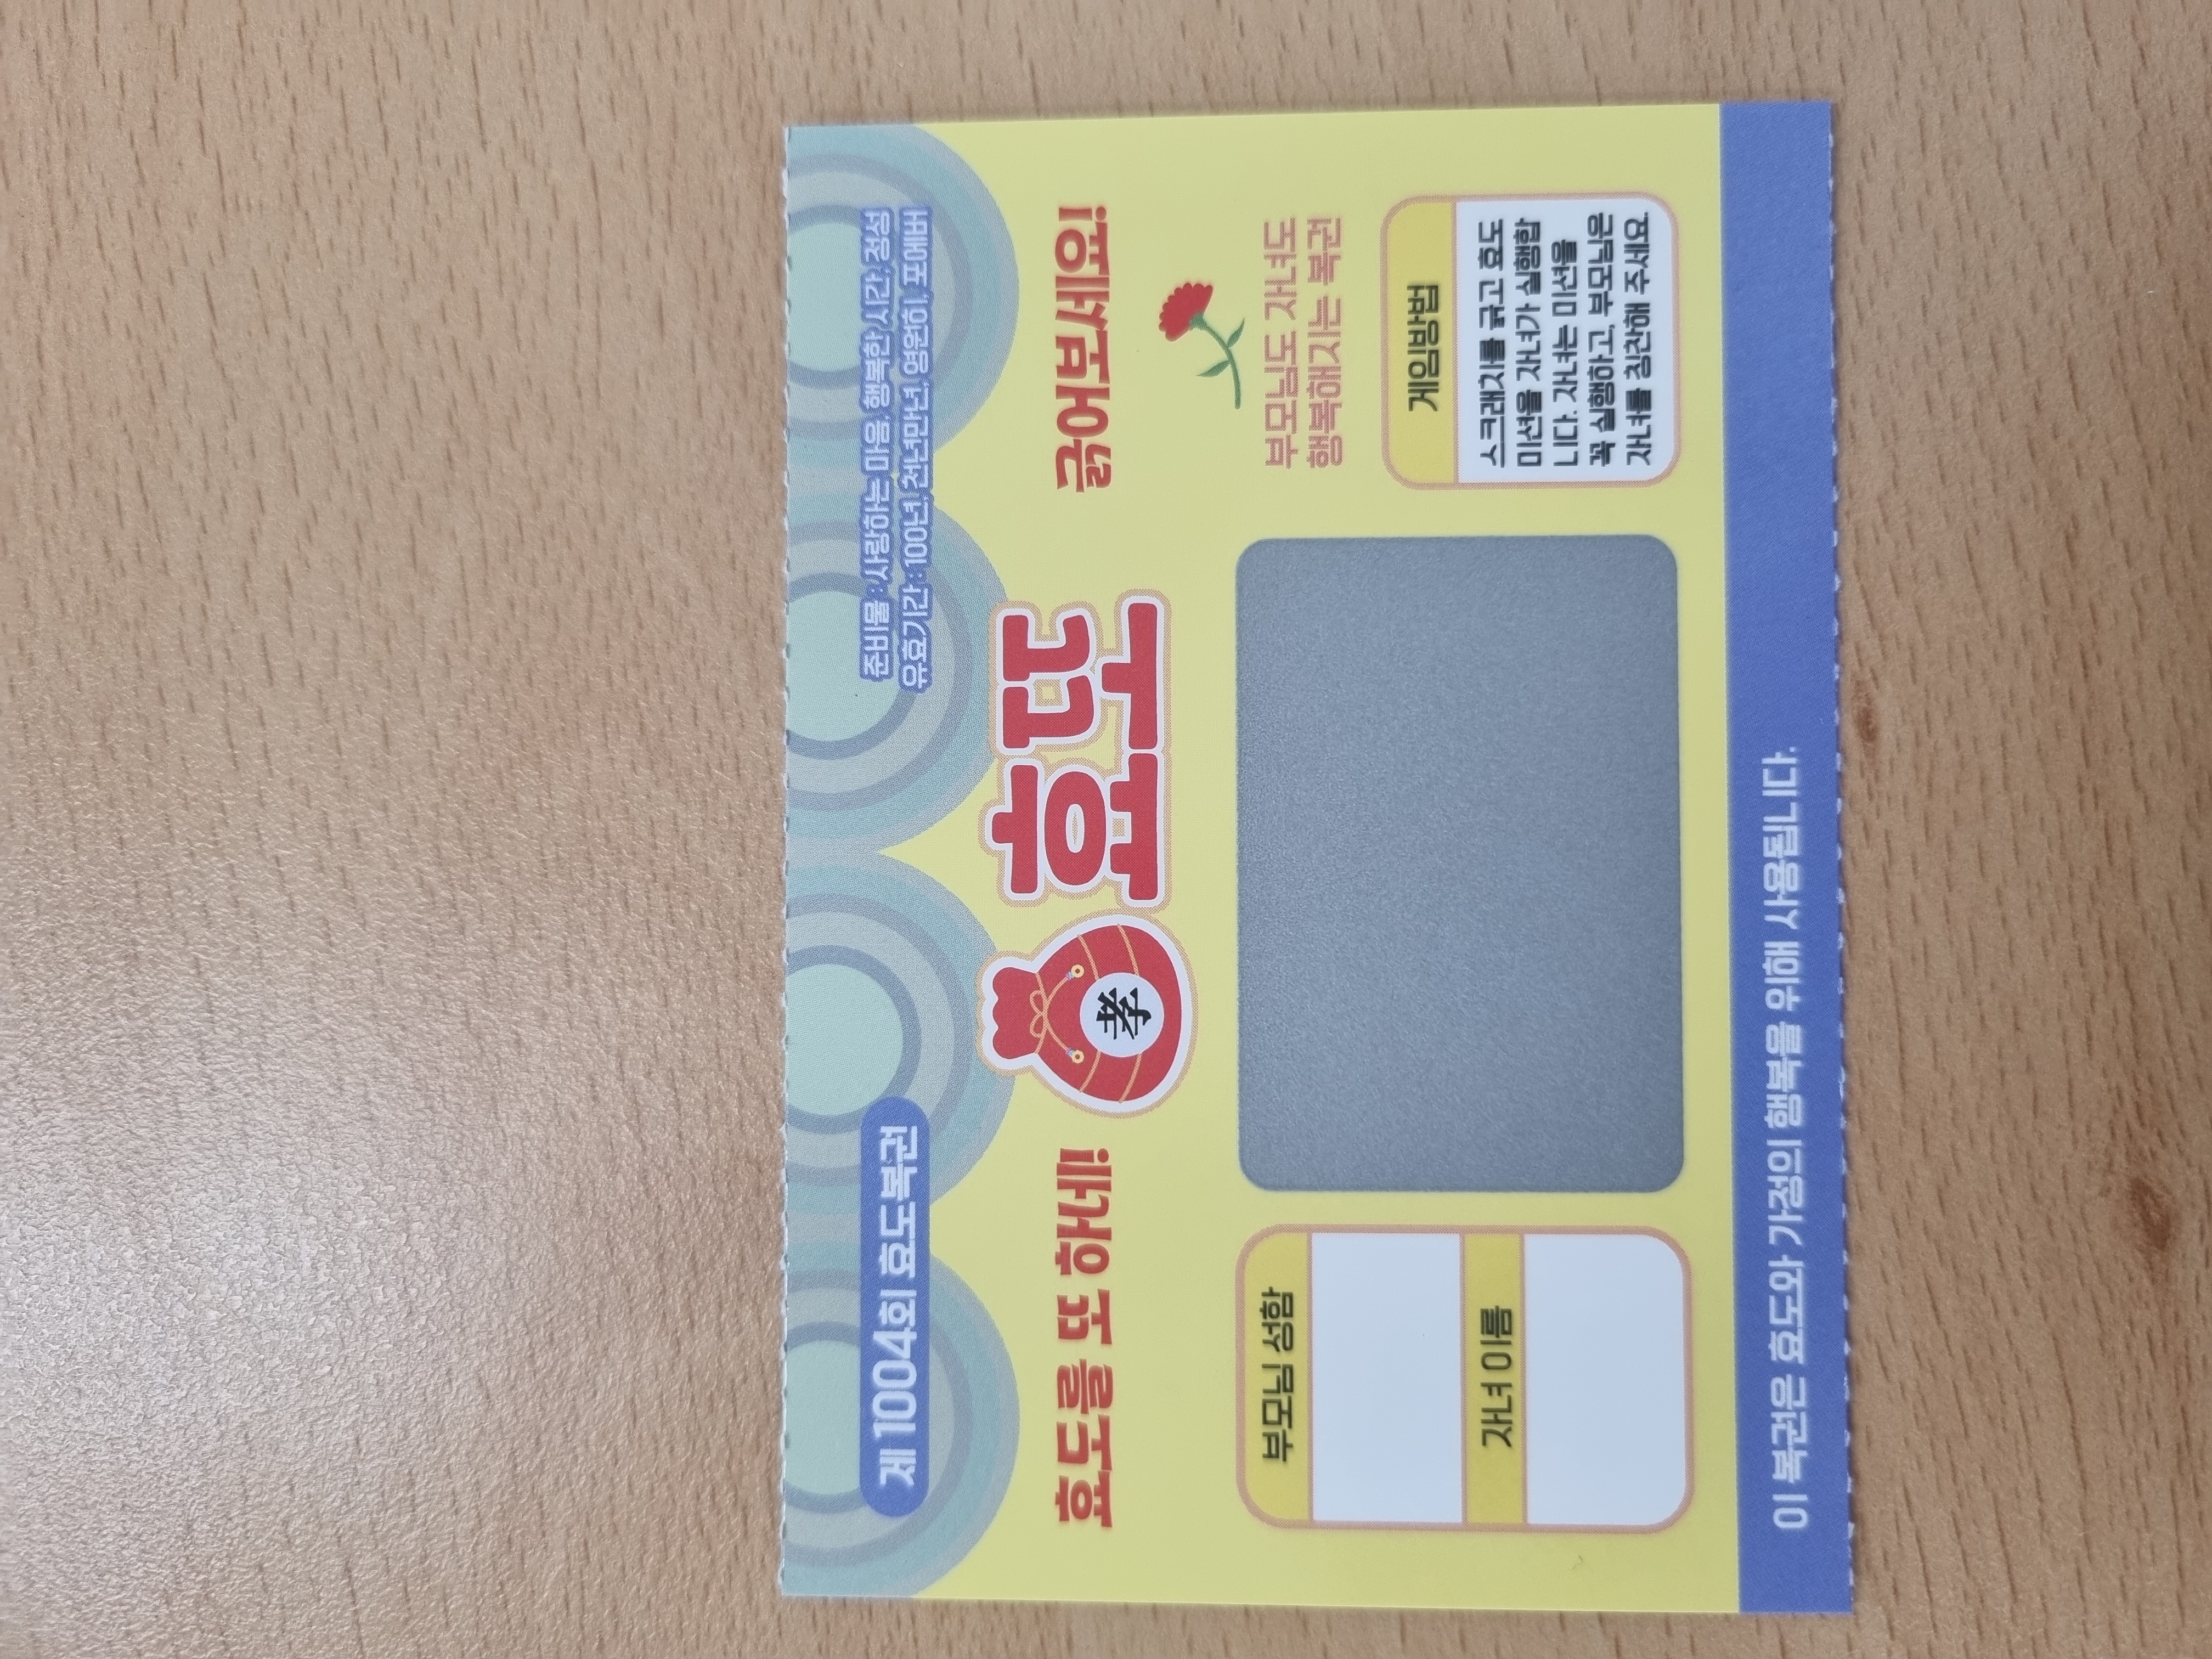 제 1004회 효도복권
준비물 : 사랑하는 마음, 행복한 시간, 정성
유효기간 : 100년, 천년만년, 영원히, 포에버
효도를 또 하네!
孝
효또
긁어보세요!
부모님도 자녀도
행복해지는 복권
부모님 성함
자녀 이름
게임방법
스크래치를 긁고 효도
미션을 자녀가 실행합
니다. 자녀는 미션을
꼭 실행하고, 부모님은
자녀를 칭찬해 주세요.
이 복권은 효도와 가정의 행복을 위해 사용됩니다.